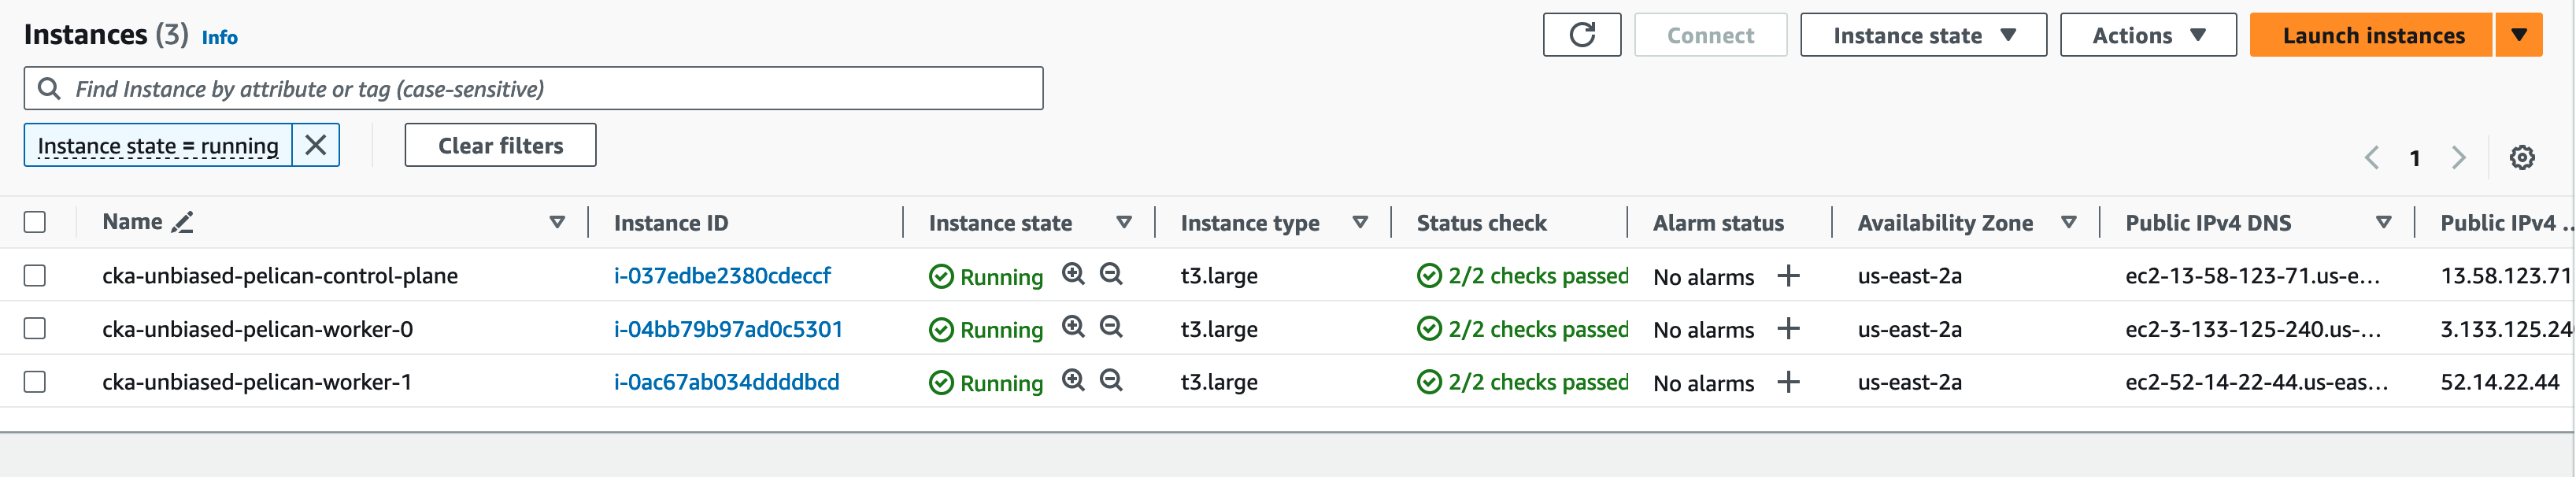 Instances (3) Info
Connect Instance state Actions Launch instances
Find Instance by attribute or tag (case-sensitive)
Instance state = running Clear filters
1
Name Instance ID Instance state Instance type Status check Alarm status Availability Zone Public IPv4 DNS Public IPv4 ..
cka-unbiased-pelican-control-plane i-037edbe2380cdeccf Running t3.large 2/2 checks passed No alarms us-east-2a ec2-13-58-123-71.us-e... 13.58.123.71
cka-unbiased-pelican-worker-0 i-04bb79b97ad0c5301 Running t3.large 2/2 checks passed No alarms us-east-2a ec2-3-133-125-240.us-... 3.133.125.24
cka-unbiased-pelican-worker-1 i-0ac67ab034ddddbcd Running t3.large 2/2 checks passed No alarms us-east-2a ec2-52-14-22-44.us-eas... 52.14.22.44